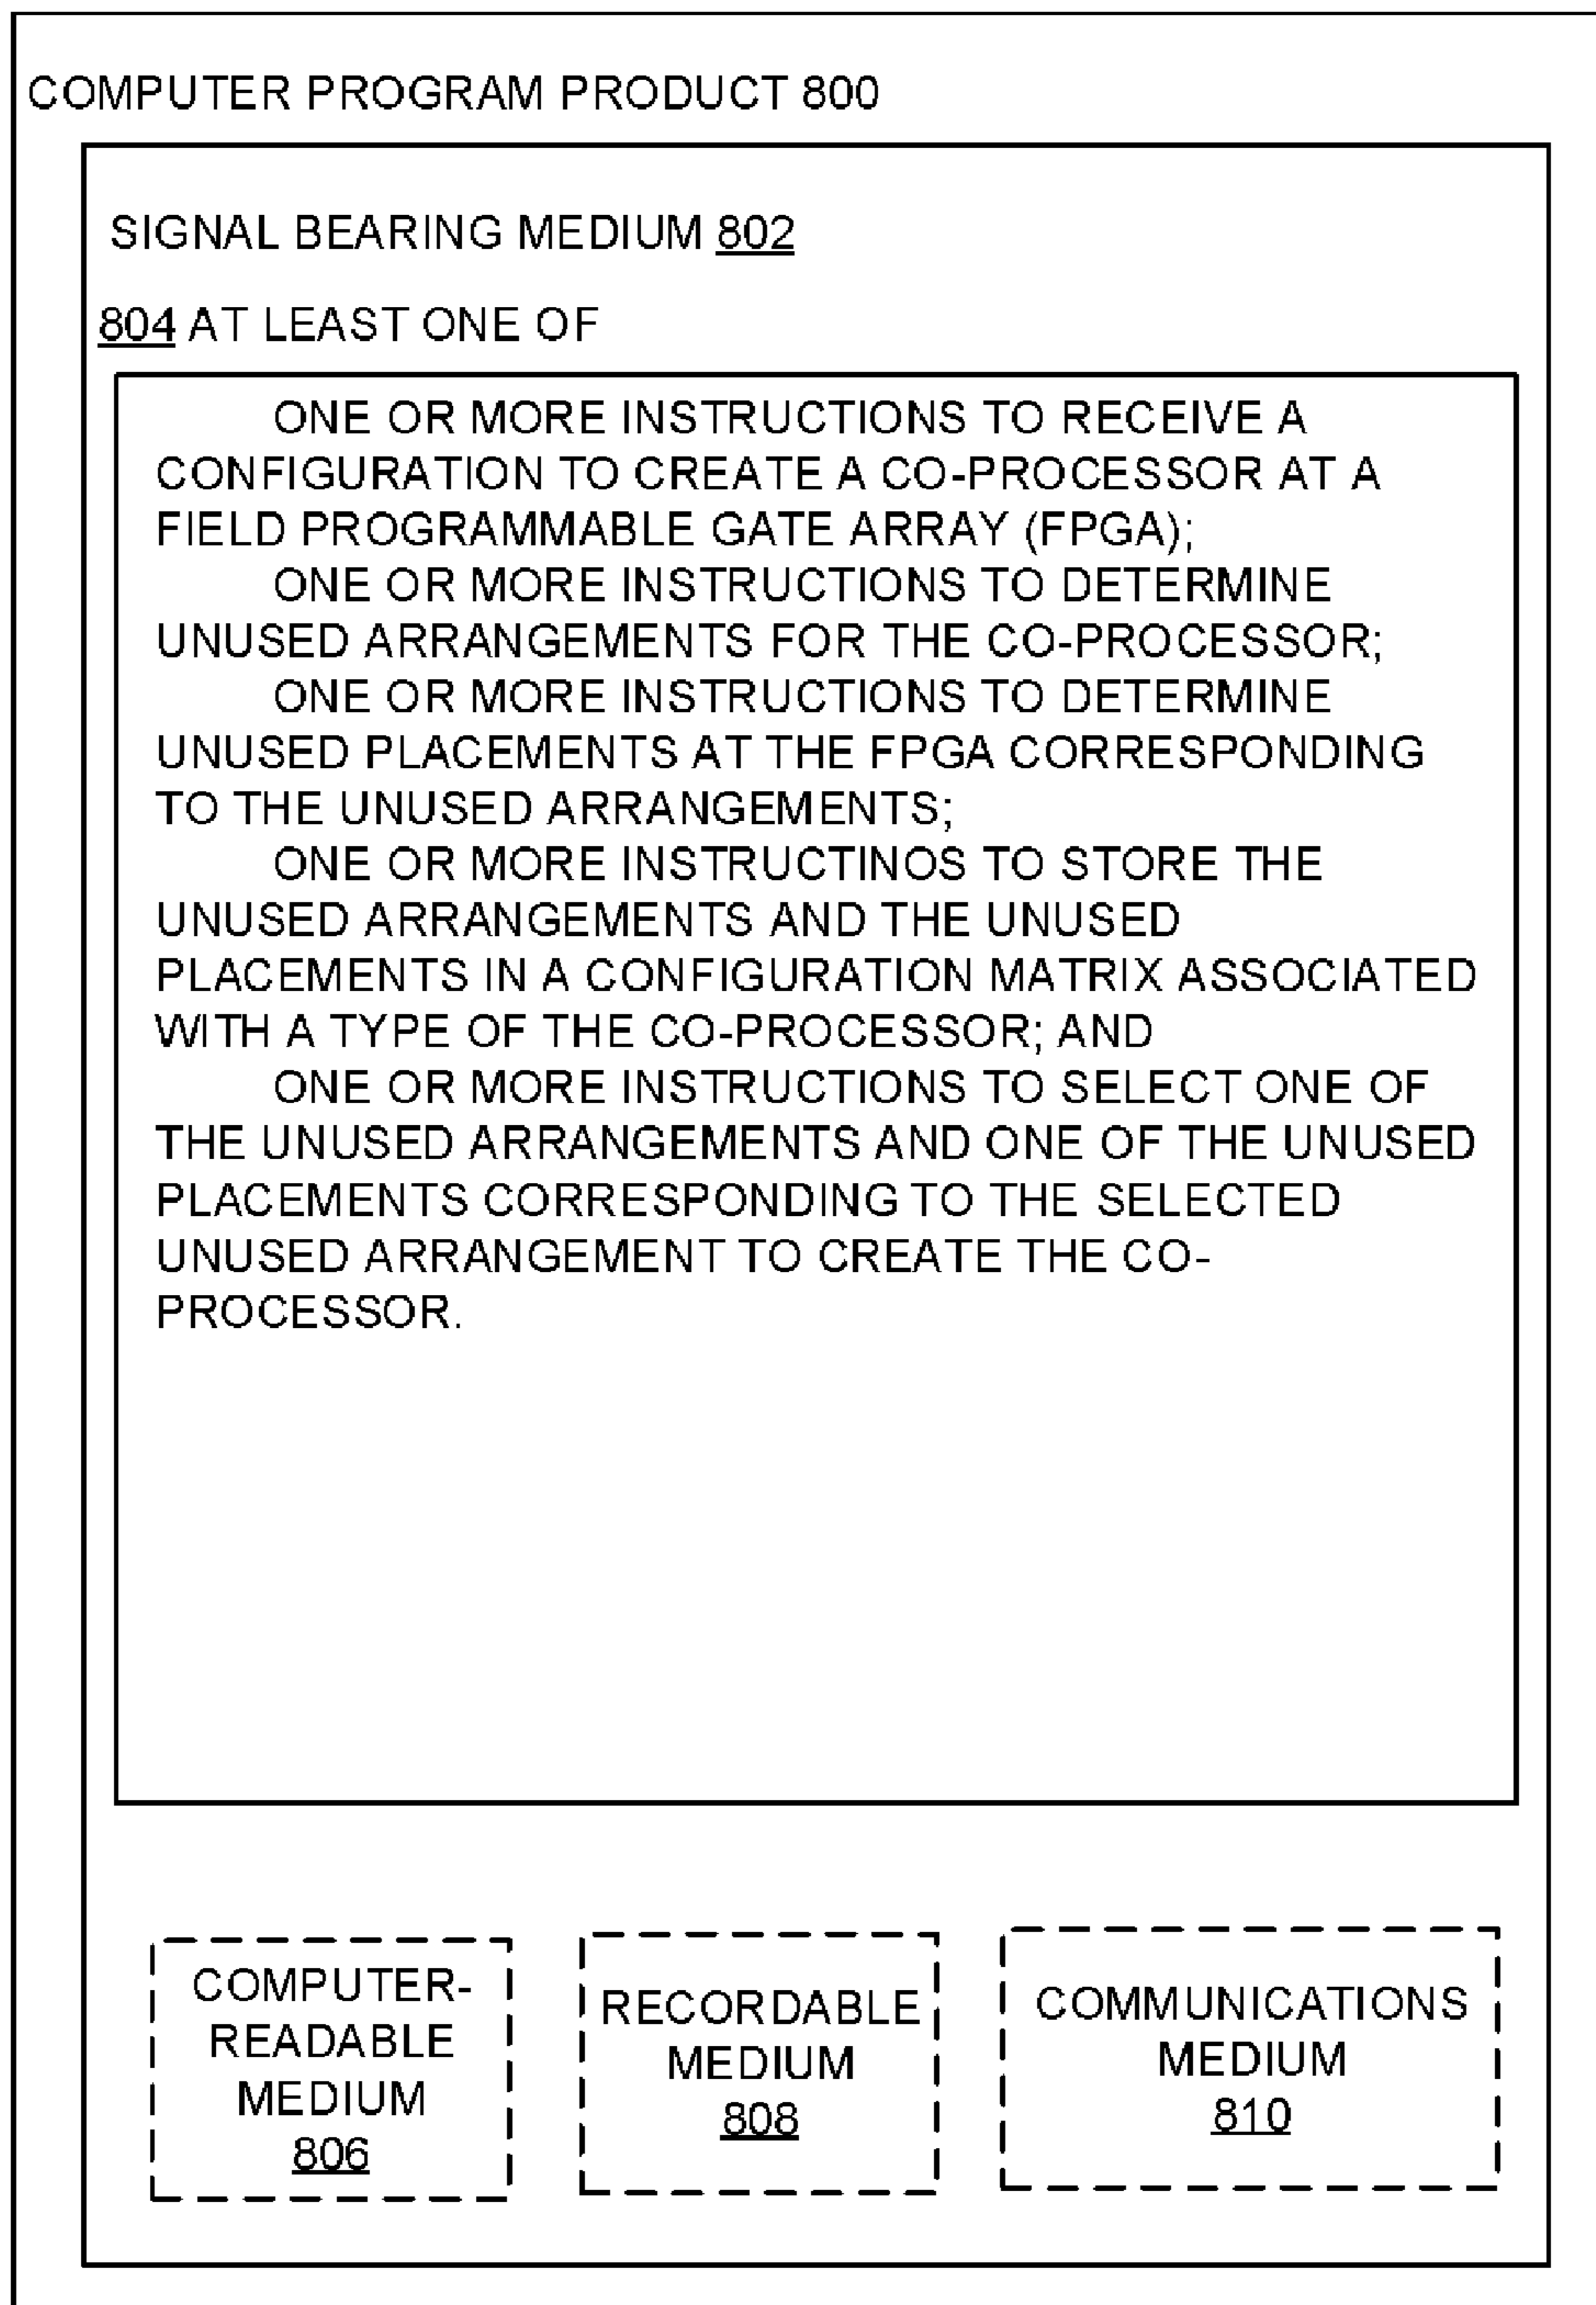 COMPUTER PROGRAM PRODUCT 800
SIGNAL BEARING MEDIUM 802
804 AT LEAST ONE OF
ONE OR MORE INSTRUCTIONS TO RECEIVE A
CONFIGURATION TO CREATE A CO-PROCESSOR AT A
FIELD PROGRAMMABLE GATE ARRAY (FPGA);
ONE OR MORE INSTRUCTIONS TO DETERMINE
UNUSED ARRANGEMENTS FOR THE CO-PROCESSOR;
ONE OR MORE INSTRUCTIONS TO DETERMINE
UNUSED PLACEMENTS AT THE FPGA CORRESPONDING
TO THE UNUSED ARRANGEMENTS;
ONE OR MORE INSTRUCTINOS TO STORE THE
UNUSED ARRANGEMENTS AND THE UNUSED
PLACEMENTS IN A CONFIGURATION MATRIX ASSOCIATED
WITH A TYPE OF THE CO-PROCESSOR; AND
ONE OR MORE INSTRUCTIONS TO SELECT ONE OF
THE UNUSED ARRANGEMENTS AND ONE OF THE UNUSED
PLACEMENTS CORRESPONDING TO THE SELECTED
UNUSED ARRANGEMENT TO CREATE THE CO-
PROCESSOR.
COMPUTER-
READABLE
MEDIUM
806
RECORDABLE
MEDIUM
808
COMMUNICATIONS
MEDIUM
810